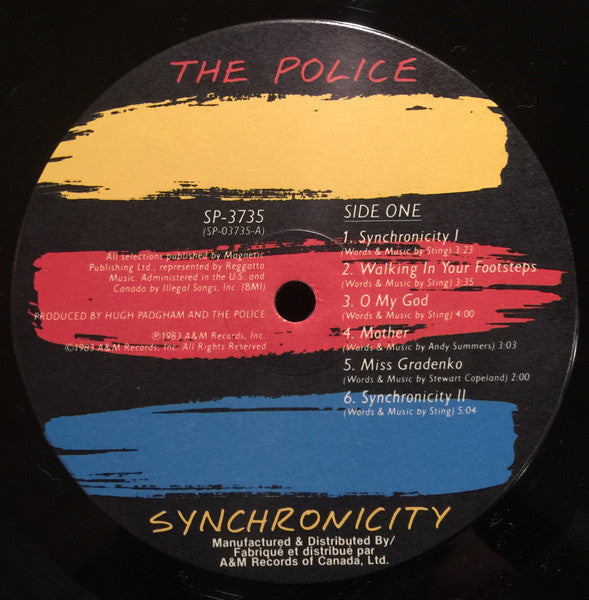 THE POLICE
SP-3735
(SP-03735-A)
All selections published by Magnetic
Publishing Ltd., represented by Reggatta
Music. Administered in the U.S. and
Canada by Illegal Songs, Inc (BMI)
PRODUCED BY HUGH PADGHAM AND THE POLICE
℗1983 A&M Records, Inc.
©1983 A&M Records, Inc. All Rights Reserved
SIDE ONE
1. Synchronicity I
(Words & Music by Sting) 3:23
2. Walking In Your Footsteps
(Words & Music by Sting) 3:35
3. O My God
(Words & Music by Sting) 4:00
4. Mother
(Words & Music by Andy Summers) 3:03
5. Miss Gradenko
(Words & Music by Stewart Copeland) 2:00
6. Synchronicity II
(Words & Music by Sting) 5:04
SYNCHRONICITY
Manufactured & Distributed By/
Fabriqué et distribué par
A&M Records of Canada, Ltd.